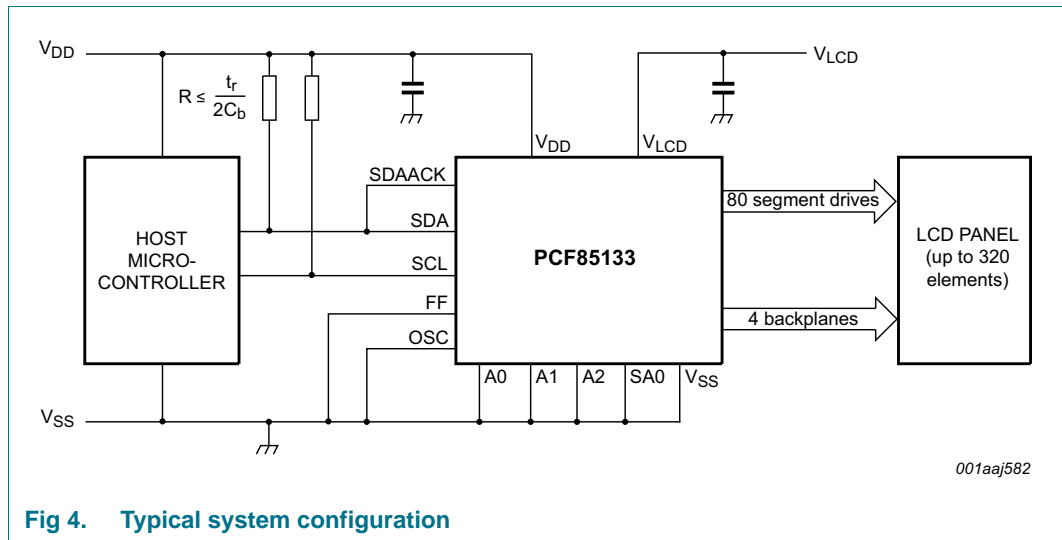 VDD
R ≤ tr
2Cb
VLCD
VDD
VLCD
SDAACK
SDA
SCL
FF
OSC
HOST
MICRO-
CONTROLLER
PCF85133
80 segment drives
4 backplanes
LCD PANEL
(up to 320
elements)
A0 A1 A2 SA0 VSS
VSS
001aaj582
Fig 4. Typical system configuration